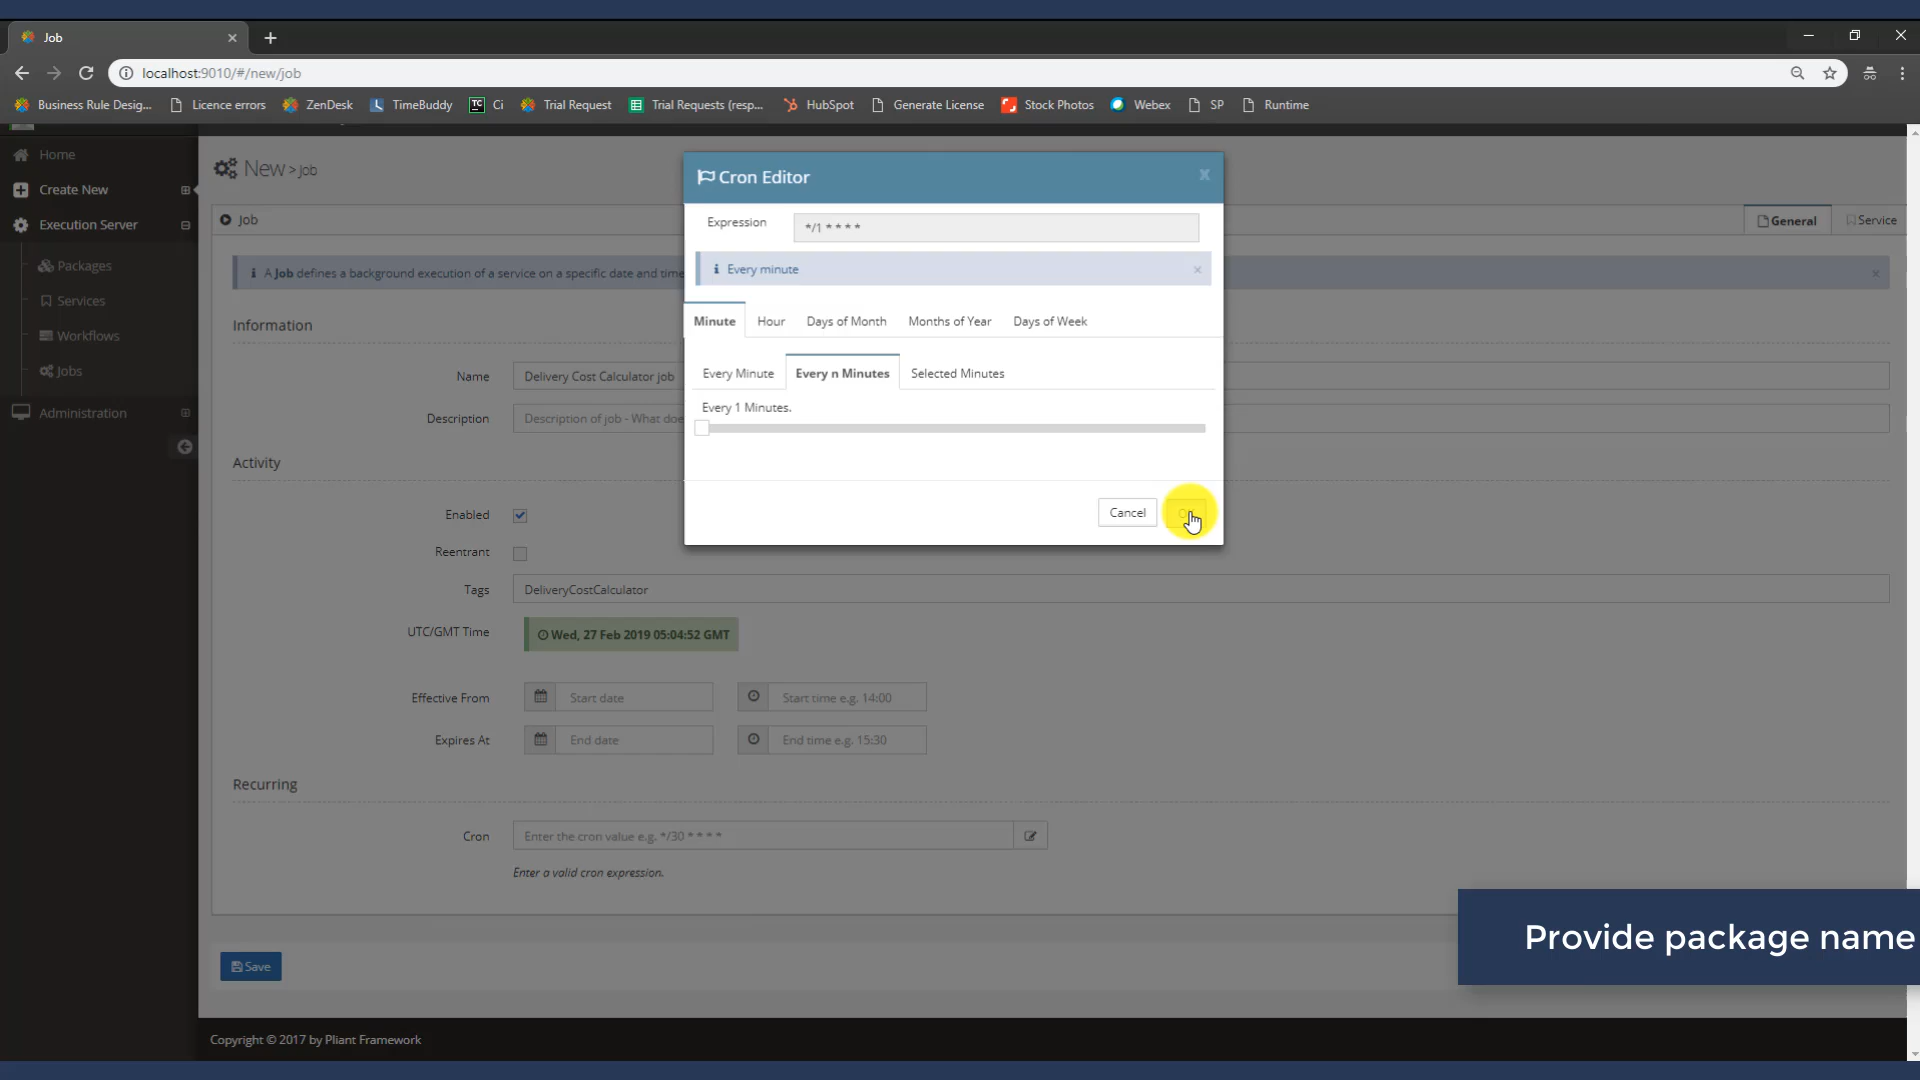 Job
localhost:9010/#/new/job
Business Rule Desig...
Licence errors
ZenDesk
TimeBuddy
TC
Ci
Trial Request
Trial Requests (resp...
HubSpot
Generate License
Stock Photos
Webex
SP
Runtime
Home
Create New
Execution Server
Packages
Services
Workflows
Jobs
Administration
New > Job
Job
General
Service
A Job defines a background execution of a service on a specific date and time
Information
Name
Delivery Cost Calculator job
Description
Description of job - What doe
Activity
Enabled
Reentrant
Tags
DeliveryCostCalculator
UTC/GMT Time
Wed, 27 Feb 2019 05:04:52 GMT
Effective From
Start date
Start time e.g. 14:00
Expires At
End date
End time e.g. 15:30
Recurring
Cron
Enter the cron value e.g. */30 * * * *
Enter a valid cron expression.
Save
Copyright © 2017 by Pliant Framework
Cron Editor
X
Expression
*/1 * * * *
Every minute
Minute
Hour
Days of Month
Months of Year
Days of Week
Every Minute
Every n Minutes
Selected Minutes
Every 1 Minutes.
Cancel
Provide package name